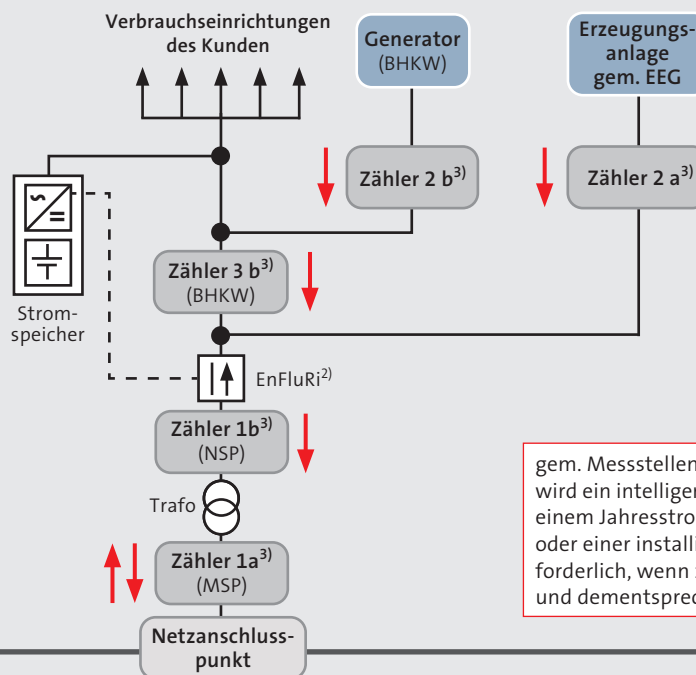 Verbrauchseinrichtungen
des Kunden
Generator
(BHKW)
Erzeugungs-
anlage
gem. EEG
Zähler 2 b³⁾
Zähler 2 a³⁾
Zähler 3 b³⁾
(BHKW)
Strom-
speicher
EnFluRi²⁾
Zähler 1b³⁾
(NSP)
Trafo
Zähler 1a³⁾
(MSP)
Netzanschluss-
punkt
gem. Messstellen
wird ein intelliger
einem Jahresstro
oder einer installi
forderlich, wenn
und dementsprec